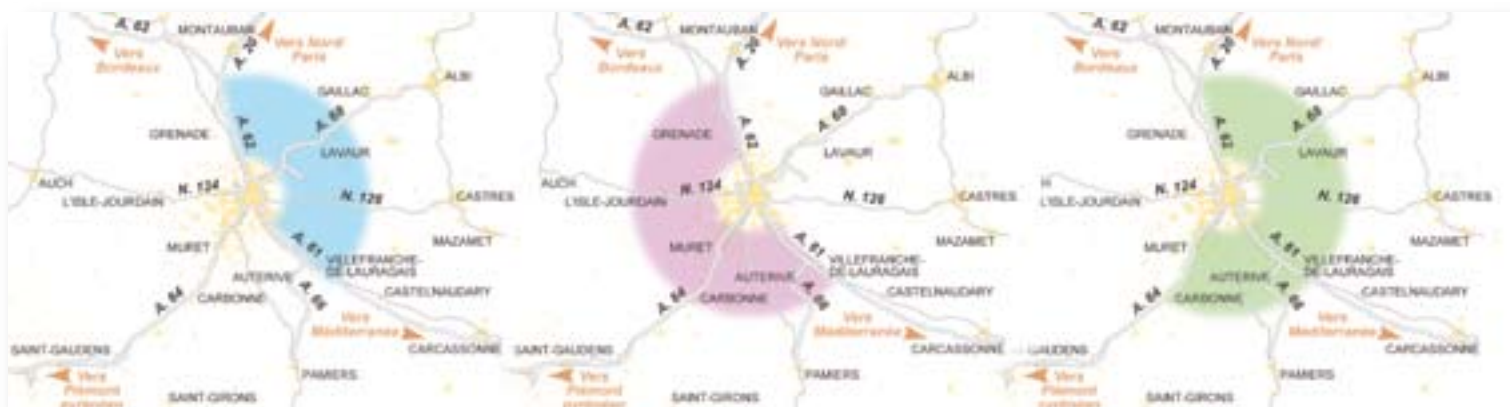 A. 62
MONTAUBAN
A. 20
Vers Nord/
Paris
Vers
Bordeaux
ALBI
GAILLAC
A. 68
GRENADE
A. 62
LAVAUR
AUCH
N. 124
L'ISLE-JOURDAIN
N. 126
CASTRES
MURET
MAZAMET
A. 61
VILLEFRANCHE-
DE-LAURAGAIS
AUTERIVE
CASTELNAUDARY
A. 64
CARBONNE
A. 66
Vers
Méditerranée
SAINT-GAUDENS
CARCASSONNE
Vers
Piémont
pyrénéen
PAMIERS
SAINT-GIRONS
A. 62
MONTAUBAN
A. 20
Vers Nord/
Paris
Vers
Bordeaux
ALBI
GAILLAC
A. 68
GRENADE
A. 62
LAVAUR
AUCH
N. 124
L'ISLE-JOURDAIN
N. 126
CASTRES
MURET
MAZAMET
A. 61
VILLEFRANCHE-
DE-LAURAGAIS
AUTERIVE
CASTELNAUDARY
A. 64
CARBONNE
A. 66
Vers
Méditerranée
SAINT-GAUDENS
CARCASSONNE
Vers
Piémont
pyrénéen
PAMIERS
SAINT-GIRONS
A. 62
MONTAUBAN
A. 20
Vers Nord/
Paris
Vers
Bordeaux
ALBI
GAILLAC
A. 68
GRENADE
A. 62
LAVAUR
H
N. 124
L'ISLE-JOURDAIN
N. 126
CASTRES
MURET
MAZAMET
A. 61
VILLEFRANCHE-
DE-LAURAGAIS
AUTERIVE
CASTELNAUDARY
A. 64
CARBONNE
A. 66
Vers
Méditerranée
GAUDENS
CARCASSONNE
Vers
Piémont
pyrénéen
PAMIERS
SAINT-GIRONS